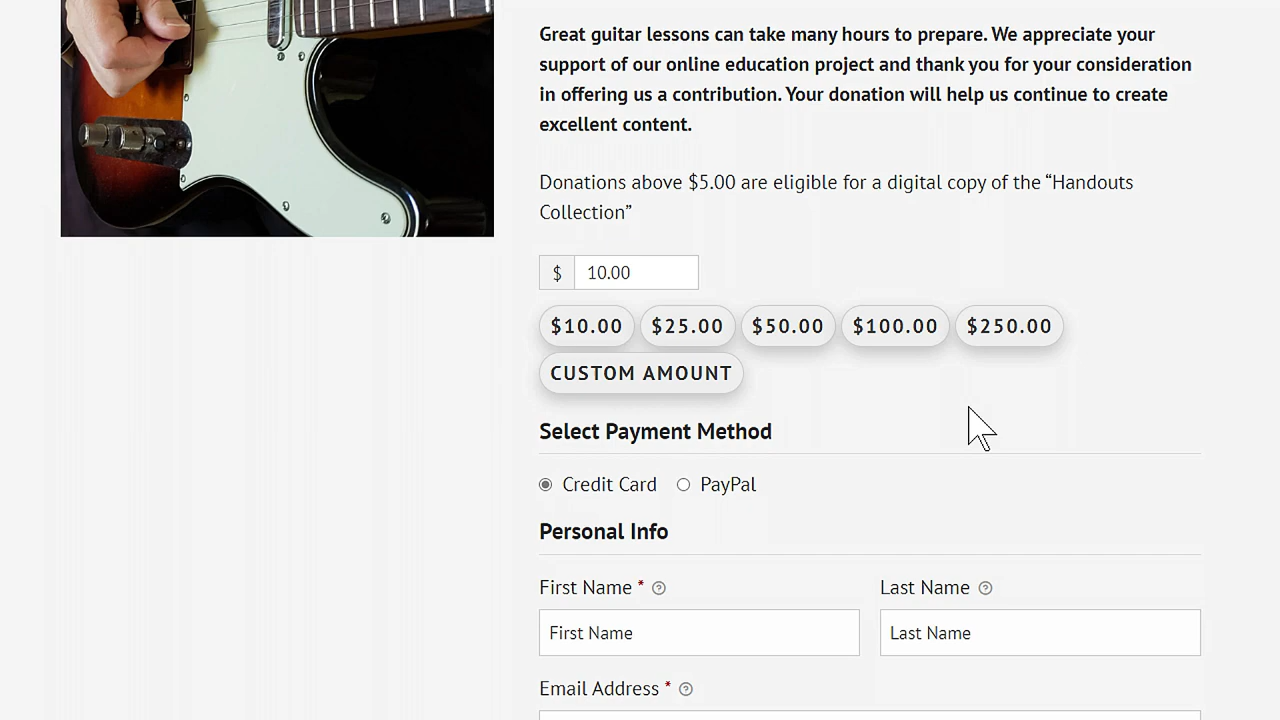 Great guitar lessons can take many hours to prepare. We appreciate your
support of our online education project and thank you for your consideration
in offering us a contribution. Your donation will help us continue to create
excellent content.
Donations above $5.00 are eligible for a digital copy of the “Handouts
Collection”
$ 10.00
$10.00 $25.00 $50.00 $100.00 $250.00
CUSTOM AMOUNT
Select Payment Method
Credit Card PayPal
Personal Info
First Name * Last Name
First Name Last Name
Email Address *